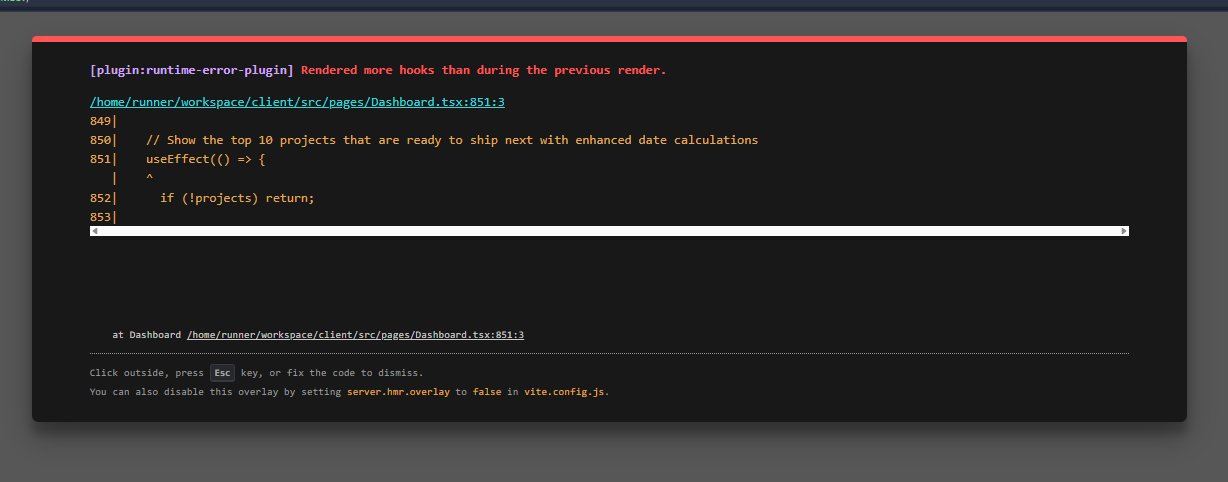 [plugin:runtime-error-plugin] Rendered more hooks than during the previous render.
/home/runner/workspace/client/src/pages/Dashboard.tsx:851:3
849|
850|    // Show the top 10 projects that are ready to ship next with enhanced date calculations
851|    useEffect(() => {
   |    ^
852|      if (!projects) return;
853|
at Dashboard /home/runner/workspace/client/src/pages/Dashboard.tsx:851:3
Click outside, press Esc key, or fix the code to dismiss.
You can also disable this overlay by setting server.hmr.overlay to false in vite.config.js.